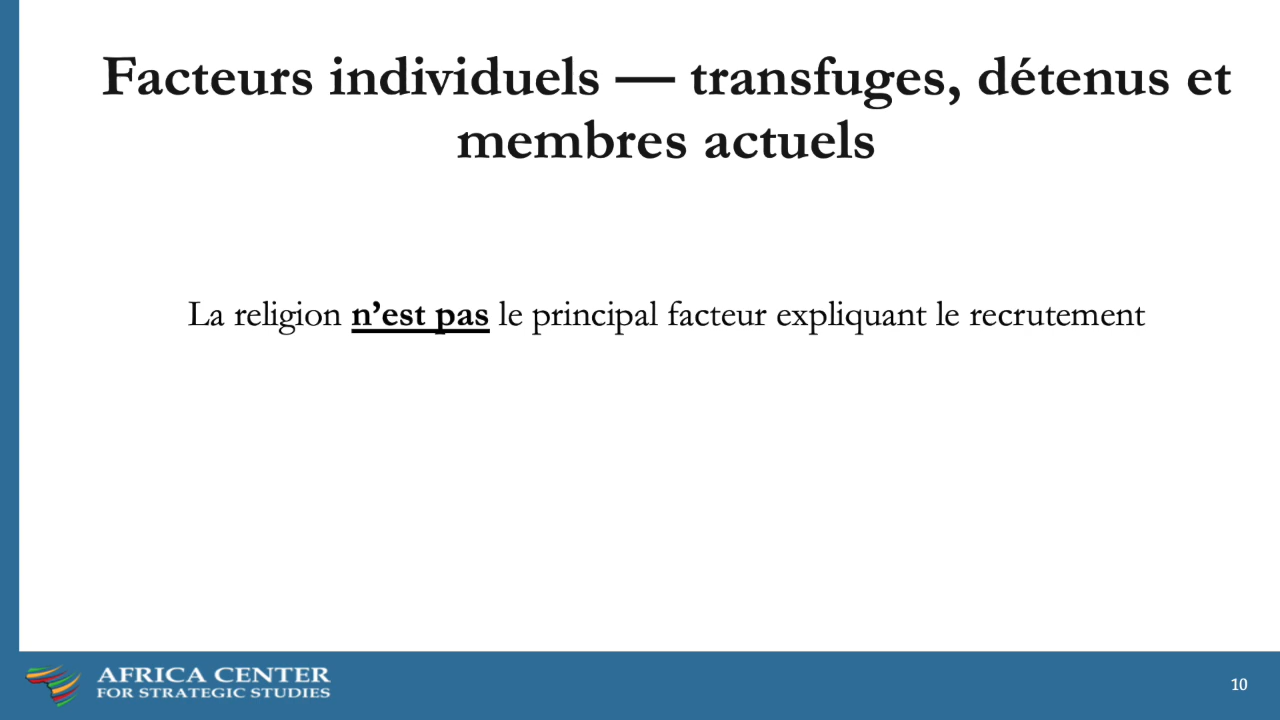 Facteurs individuels — transfuges, détenus et
membres actuels
La religion n’est pas le principal facteur expliquant le recrutement
AFRICA CENTER
FOR STRATEGIC STUDIES
10